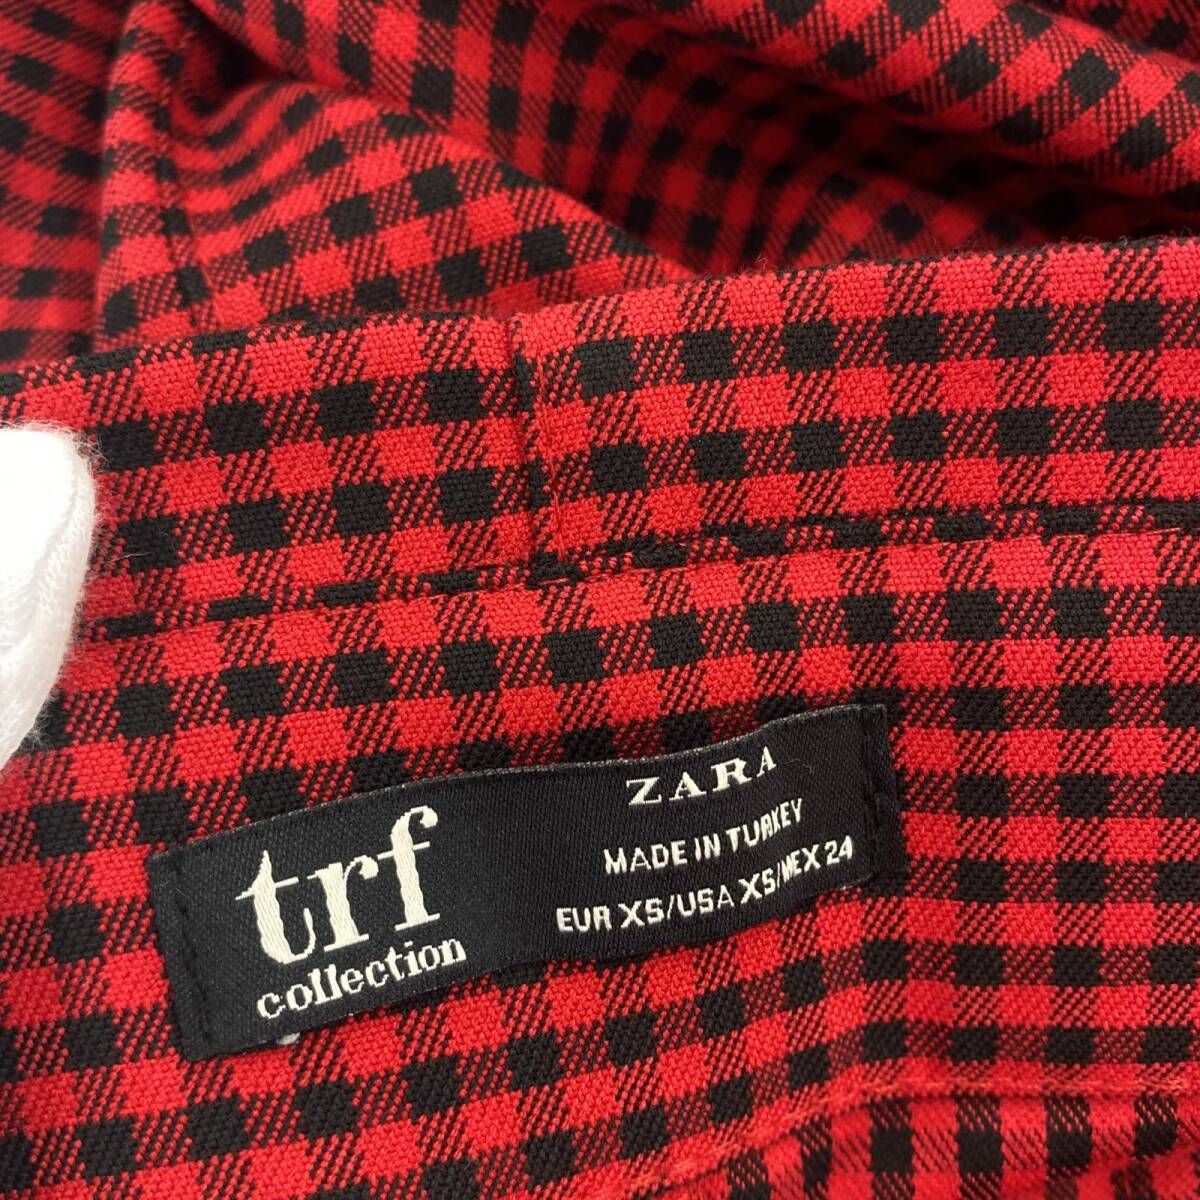 trf
collection
ZARA
MADE IN TURKEY
EUR XS/USA XS/MEX 24